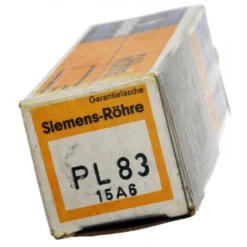 Garantielasche
Siemens-Röhre
PL 83
15A6